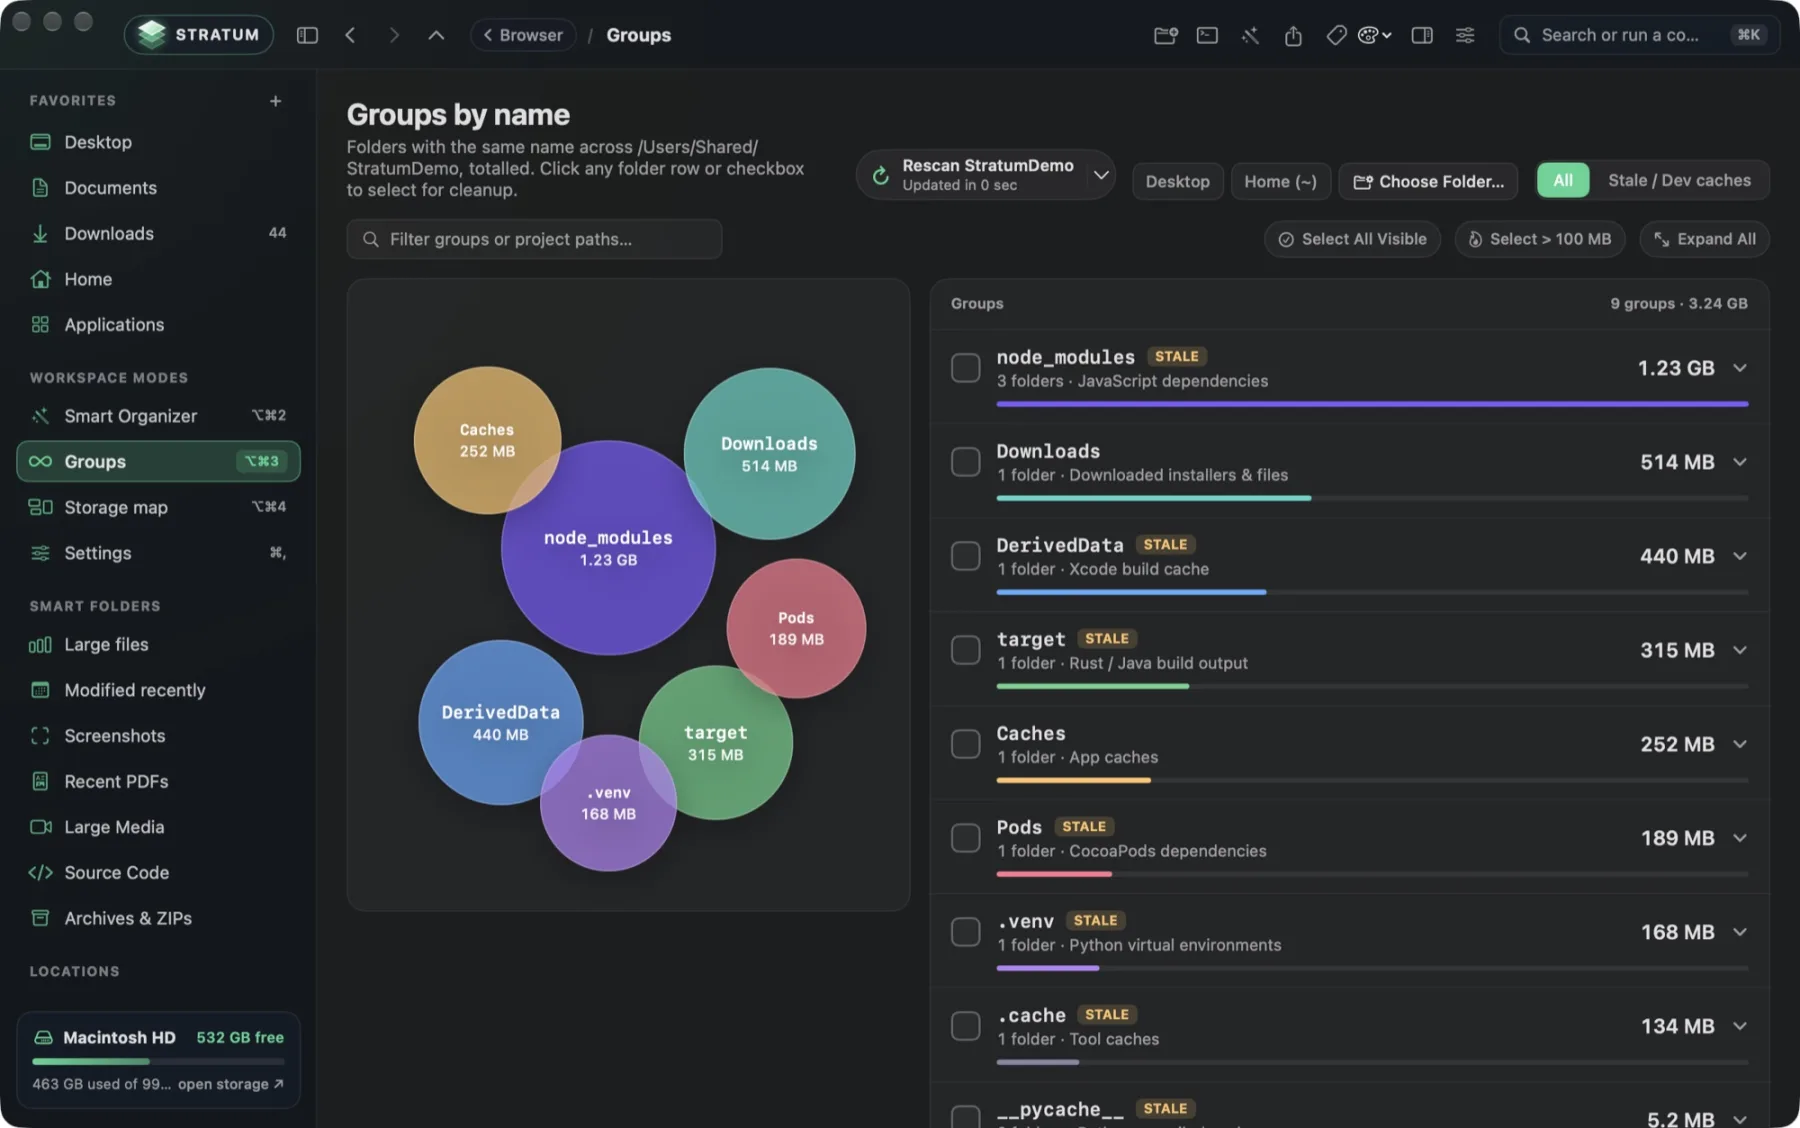 STRATUM
Browser / Groups
Search or run a co... ⌘K
FAVORITES +
Desktop
Documents
Downloads 44
Home
Applications
WORKSPACE MODES
Smart Organizer ⌥⌘2
Groups ⌥⌘3
Storage map ⌥⌘4
Settings ⌘,
SMART FOLDERS
Large files
Modified recently
Screenshots
Recent PDFs
Large Media
Source Code
Archives & ZIPs
LOCATIONS
Macintosh HD 532 GB free
463 GB used of 99... open storage ↗
Groups by name
Folders with the same name across /Users/Shared/
StratumDemo, totalled. Click any folder row or checkbox
to select for cleanup.
Rescan StratumDemo
Updated in 0 sec
Desktop
Home (~)
Choose Folder...
All
Stale / Dev caches
Filter groups or project paths...
Select All Visible
Select > 100 MB
Expand All
Caches
252 MB
Downloads
514 MB
node_modules
1.23 GB
Pods
189 MB
DerivedData
440 MB
target
315 MB
.venv
168 MB
Groups 9 groups · 3.24 GB
node_modules STALE
3 folders · JavaScript dependencies
1.23 GB
Downloads
1 folder · Downloaded installers & files
514 MB
DerivedData STALE
1 folder · Xcode build cache
440 MB
target STALE
1 folder · Rust / Java build output
315 MB
Caches
1 folder · App caches
252 MB
Pods STALE
1 folder · CocoaPods dependencies
189 MB
.venv STALE
1 folder · Python virtual environments
168 MB
.cache STALE
1 folder · Tool caches
134 MB
__pycache__ STALE
5.2 MB